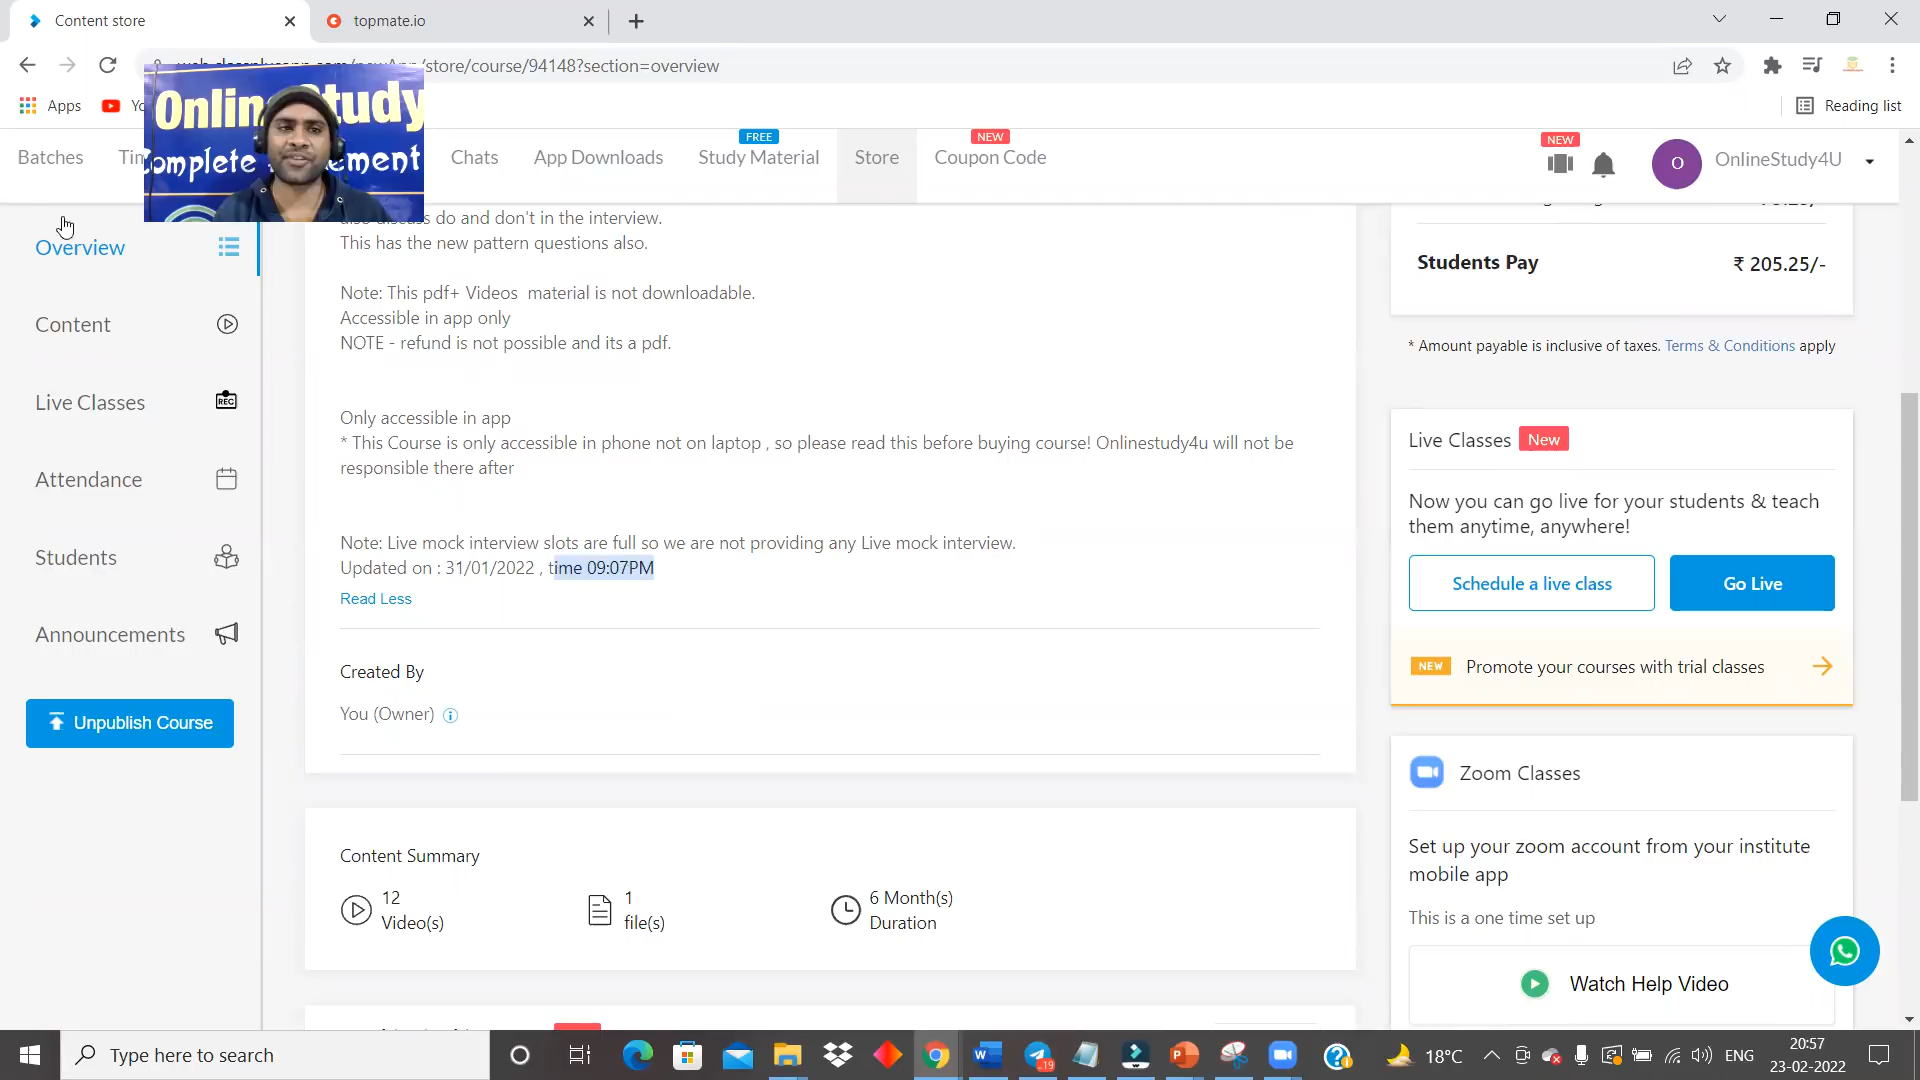 Content store
topmate.io
/store/course/94148?section=overview
Apps
Reading list
OnlineStudy
Complete
Batches
Chats
App Downloads
FREE
Study Material
Store
NEW
Coupon Code
NEW
O
OnlineStudy4U
Overview
Content
Live Classes
REC
Attendance
Students
Announcements
Unpublish Course
discuss do and don't in the interview.
This has the new pattern questions also.
Note: This pdf+ Videos material is not downloadable.
Accessible in app only
NOTE - refund is not possible and its a pdf.
Only accessible in app
* This Course is only accessible in phone not on laptop , so please read this before buying course! Onlinestudy4u will not be
responsible there after
Note: Live mock interview slots are full so we are not providing any Live mock interview.
Updated on : 31/01/2022 , time 09:07PM
Read Less
Created By
You (Owner)
Content Summary
12
Video(s)
1
file(s)
6 Month(s)
Duration
Students Pay
₹ 205.25/-
* Amount payable is inclusive of taxes. Terms & Conditions apply
Live Classes New
Now you can go live for your students & teach
them anytime, anywhere!
Schedule a live class
Go Live
NEW Promote your courses with trial classes
Zoom Classes
Set up your zoom account from your institute
mobile app
This is a one time set up
Watch Help Video
Type here to search
19
18°C
ENG
20:57
23-02-2022